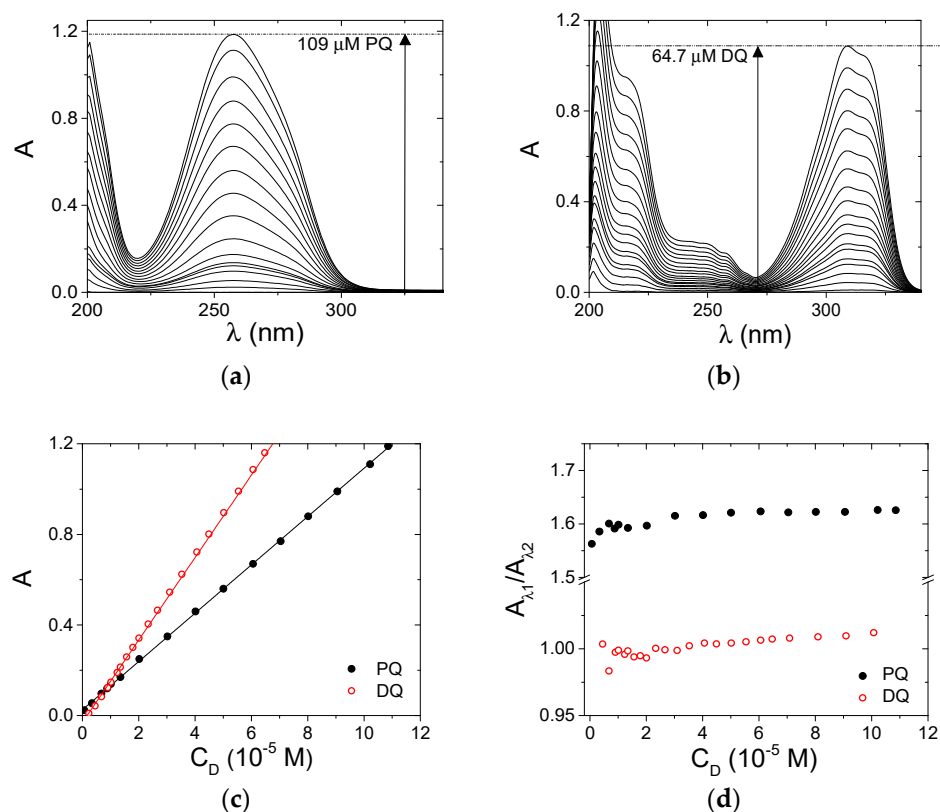 1.2
0.8
0.4
0.0
A
109 μM PQ
200 250 300
λ (nm)
(a)
1.2
0.8
0.4
0.0
A
64.7 μM DQ
200 250 300
λ (nm)
(b)
1.2
0.8
0.4
0.0
A
PQ
DQ
0 2 4 6 8 10 12
C_D (10⁻⁵ M)
(c)
1.7
1.6
1.5
1.00
0.95
A_λ1/A_λ2
PQ
DQ
0 2 4 6 8 10 12
C_D (10⁻⁵ M)
(d)